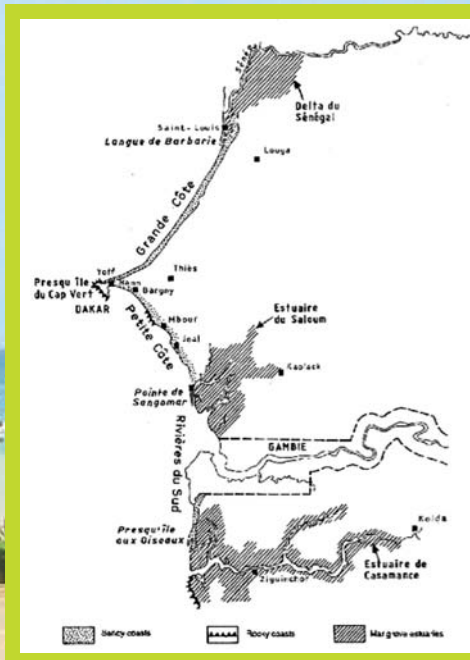 Sénégal
Delta du
Sénégal
Saint-Louis
Langue de Barbarie
Louga
Grande Côte
Yoff
Hann
Thiès
Presqu'Île
du Cap Vert
Bargny
DAKAR
Petite Côte
Mbour
Joal
Estuaire
du Saloum
Kaolack
Pointe de
Sangomar
Rivières du Sud
GAMBIE
Presqu'île
aux Oiseaux
Kolda
Estuaire de
Casamance
Ziguinchor
Sandy coasts
Rocky coasts
Mangrove estuaries